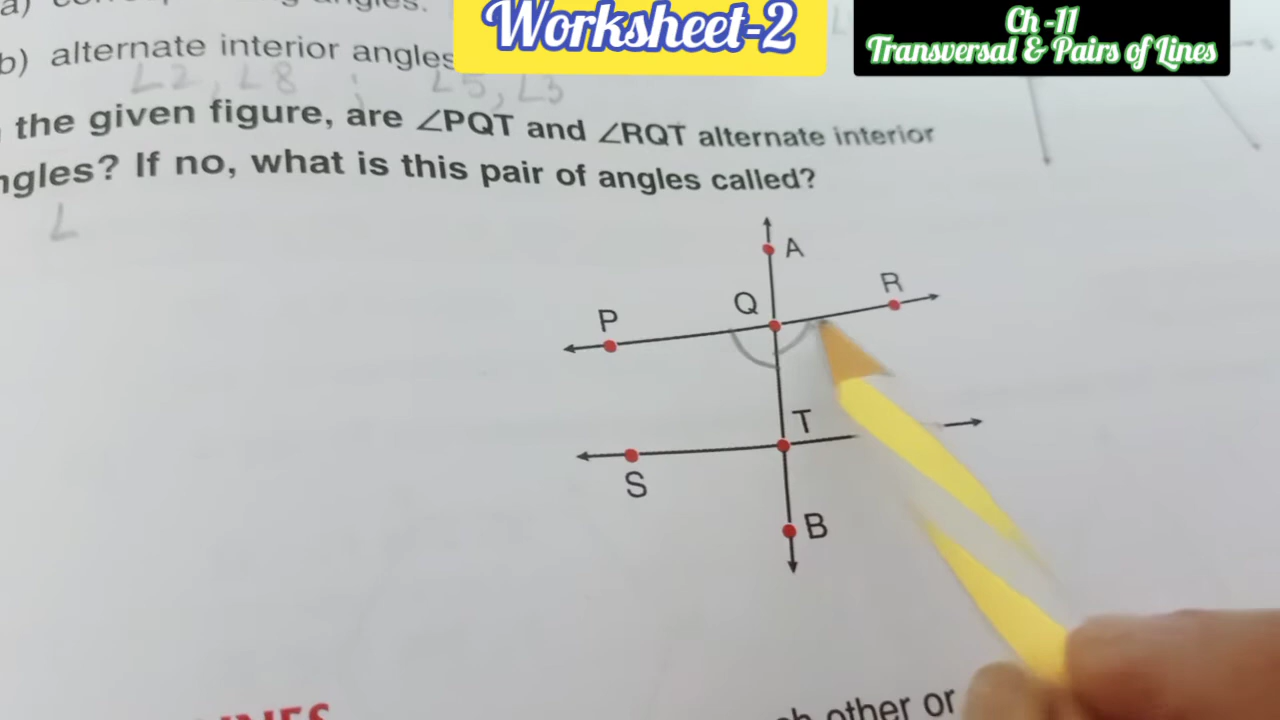 Worksheet-2
Ch -11
Transversal & Pairs of Lines
b) alternate interior angles
∠2, ∠8 ; ∠5, ∠3
the given figure, are ∠PQT and ∠RQT alternate interior
ngles? If no, what is this pair of angles called?
∠
A
Q
R
P
T
S
B
ch other or